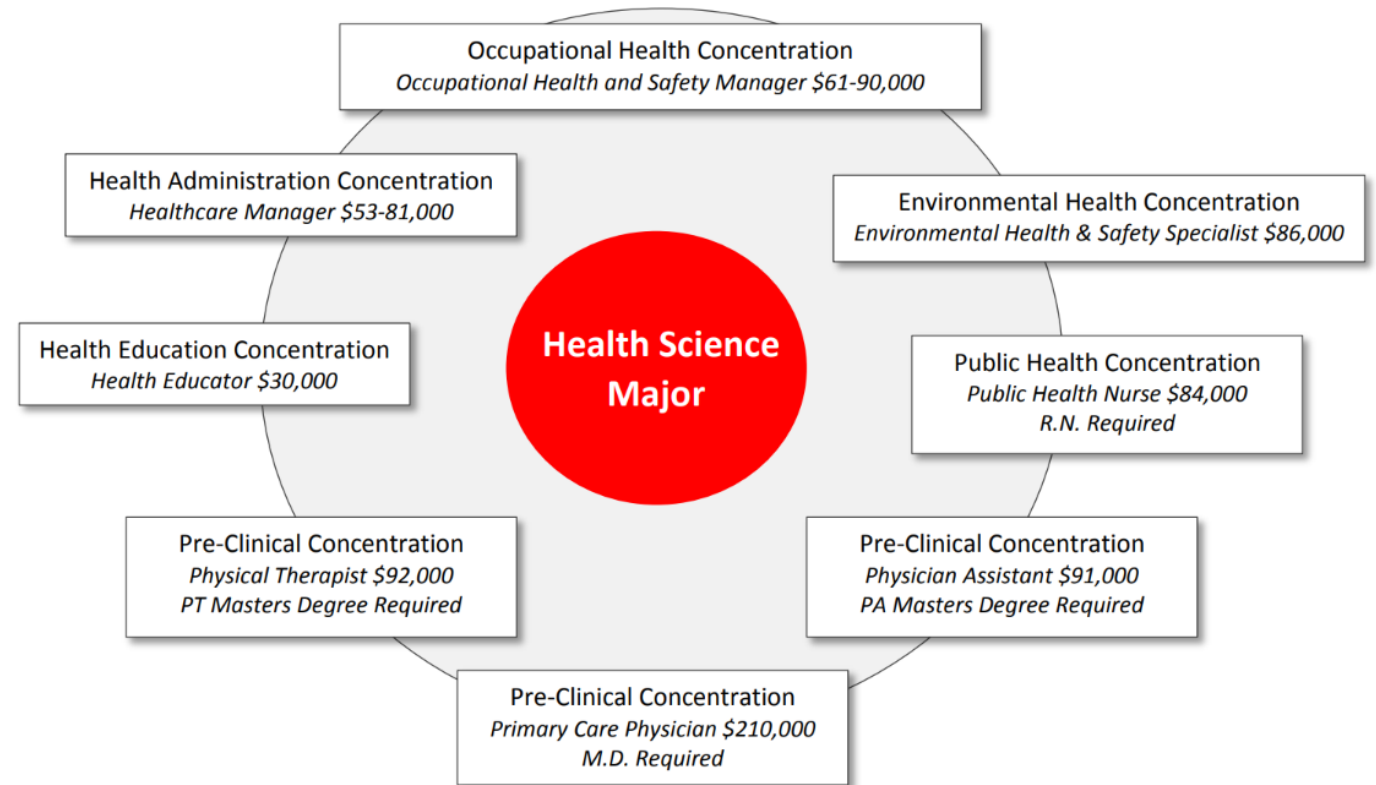 Occupational Health Concentration
Occupational Health and Safety Manager $61-90,000
Health Administration Concentration
Healthcare Manager $53-81,000
Environmental Health Concentration
Environmental Health & Safety Specialist $86,000
Health Education Concentration
Health Educator $30,000
Health Science
Major
Public Health Concentration
Public Health Nurse $84,000
R.N. Required
Pre-Clinical Concentration
Physical Therapist $92,000
PT Masters Degree Required
Pre-Clinical Concentration
Physician Assistant $91,000
PA Masters Degree Required
Pre-Clinical Concentration
Primary Care Physician $210,000
M.D. Required